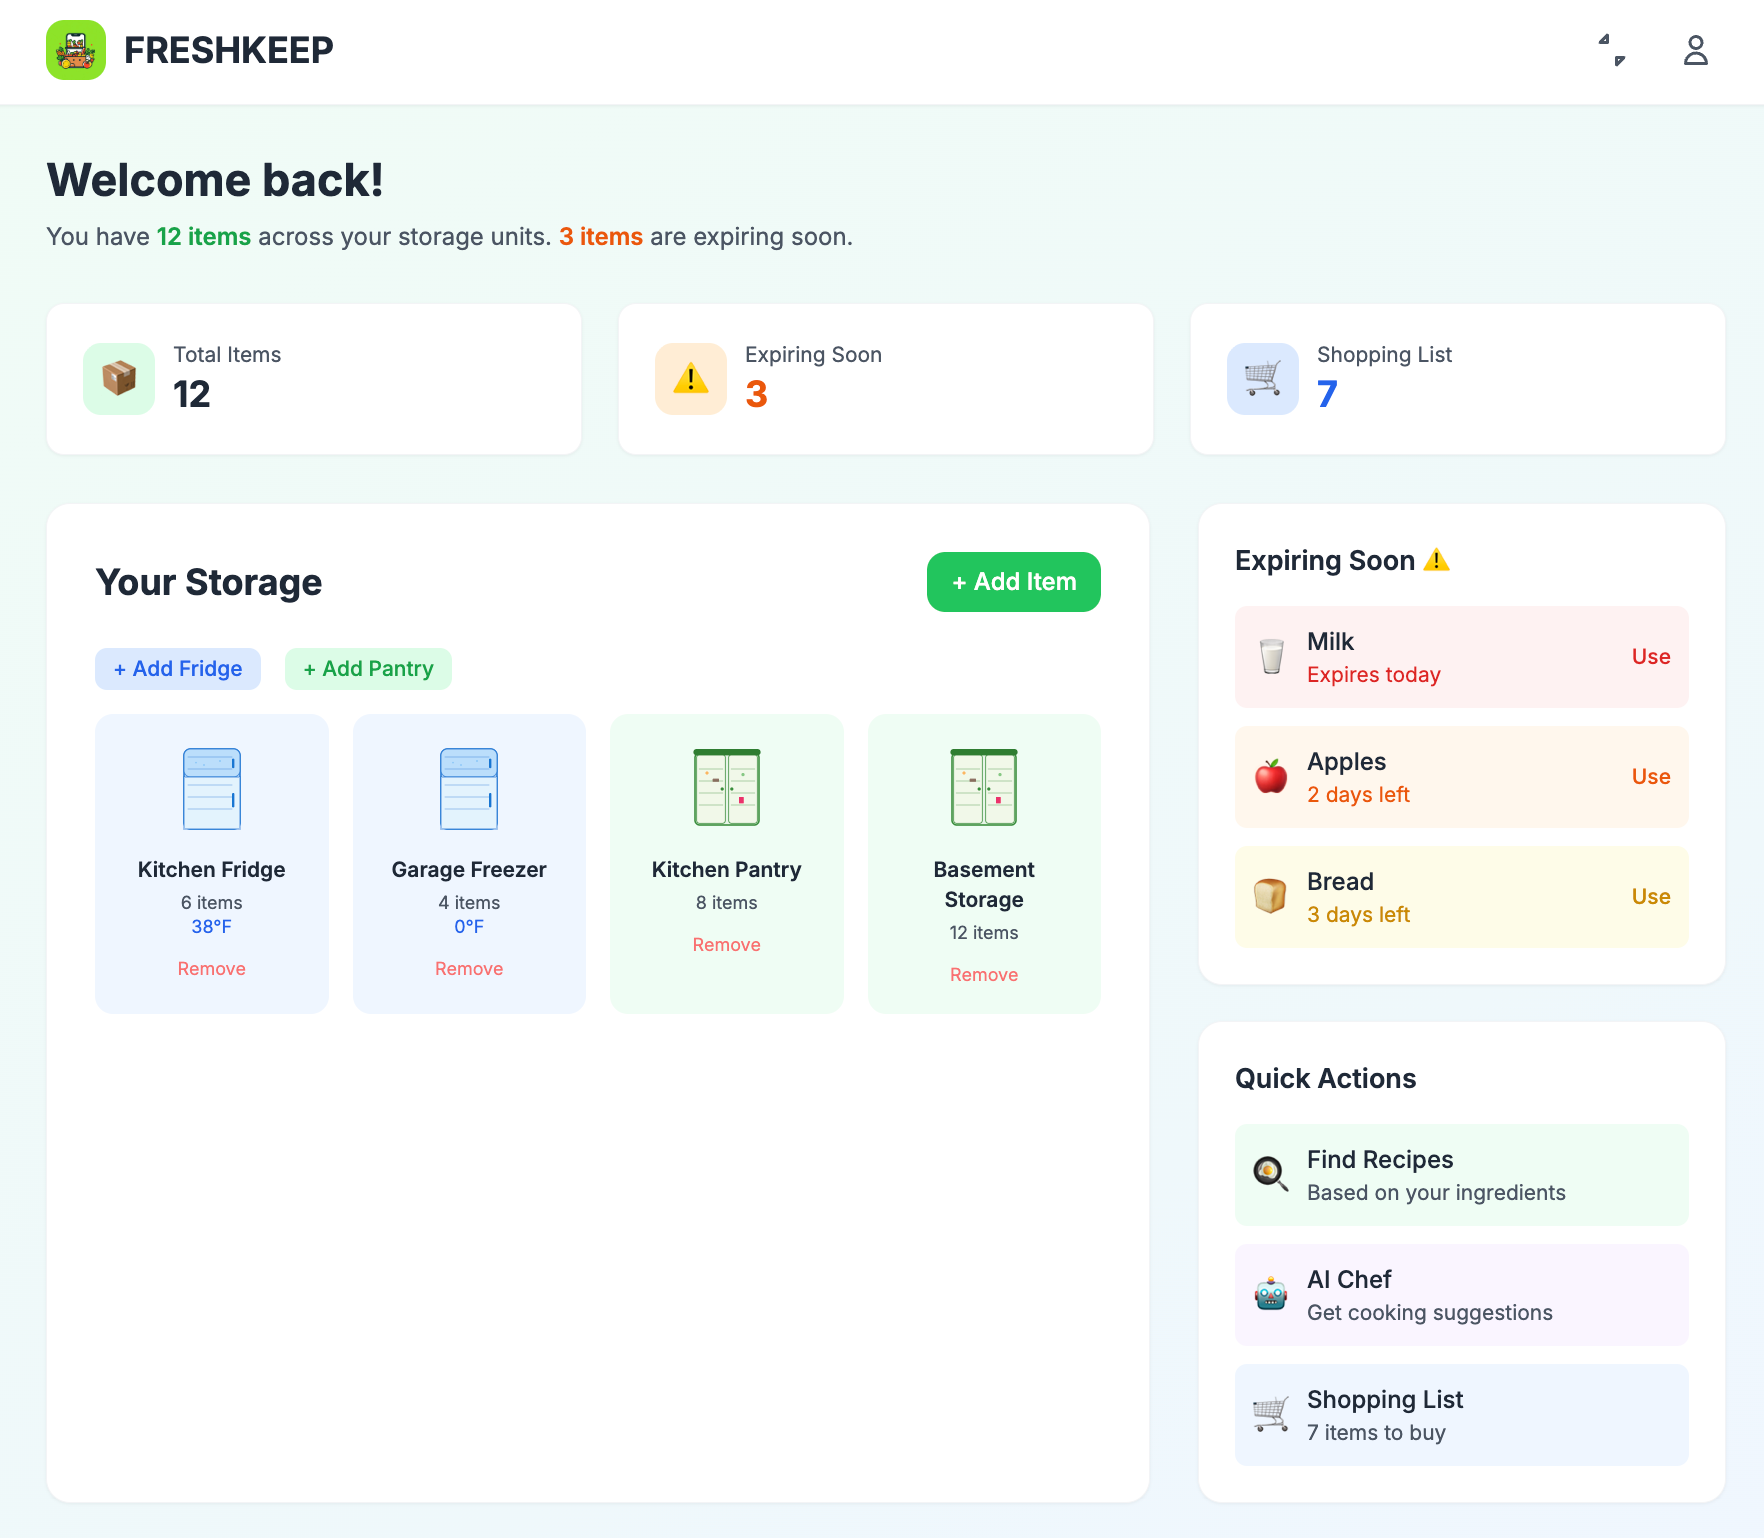 FRESHKEEP
Welcome back!
You have 12 items across your storage units. 3 items are expiring soon.
Total Items
12
Expiring Soon
3
Shopping List
7
Your Storage
+ Add Item
+ Add Fridge
+ Add Pantry
Kitchen Fridge
6 items
38°F
Remove
Garage Freezer
4 items
0°F
Remove
Kitchen Pantry
8 items
Remove
Basement
Storage
12 items
Remove
Expiring Soon
Milk
Expires today
Use
Apples
2 days left
Use
Bread
3 days left
Use
Quick Actions
Find Recipes
Based on your ingredients
AI Chef
Get cooking suggestions
Shopping List
7 items to buy